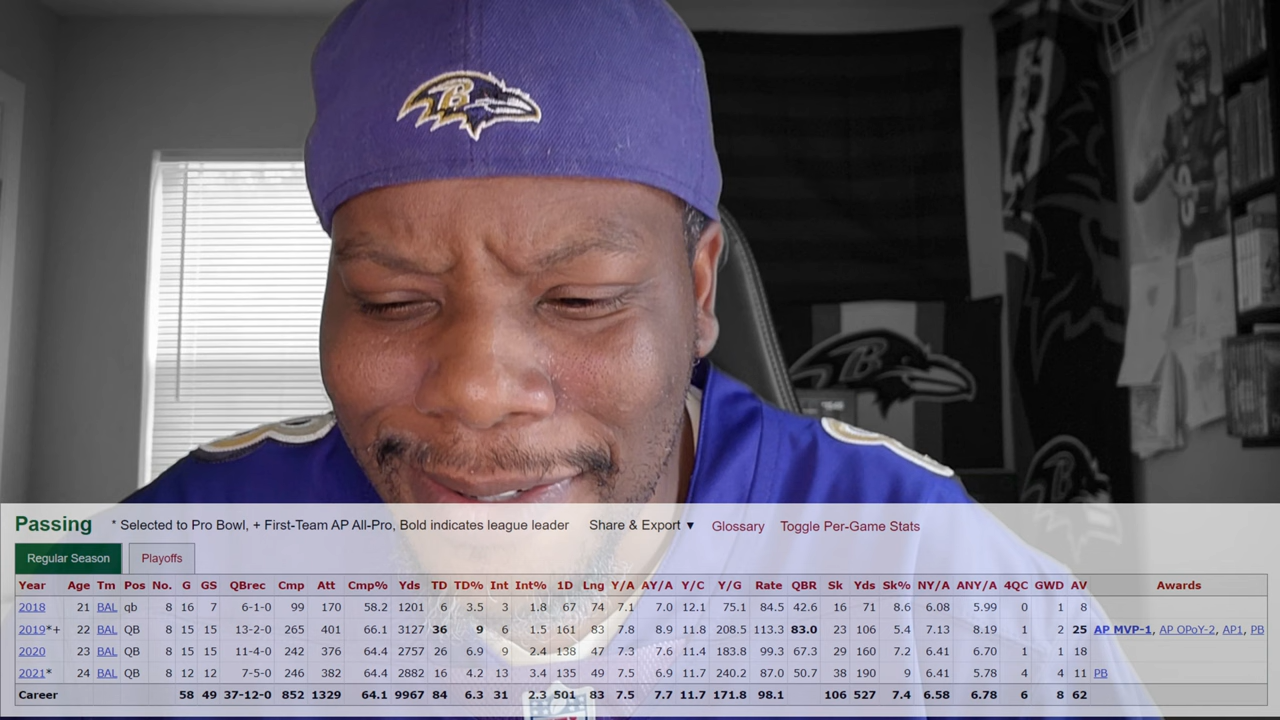 Passing * Selected to Pro Bowl, + First-Team AP All-Pro, Bold indicates league leader Share & Export ▼ Glossary Toggle Per-Game Stats
Regular Season Playoffs
Year Age Tm Pos No. G GS QBrec Cmp Att Cmp% Yds TD TD% Int Int% 1D Lng Y/A AY/A Y/C Y/G Rate QBR Sk Yds Sk% NY/A ANY/A 4QC GWD AV Awards
2018 21 BAL qb 8 16 7 6-1-0 99 170 58.2 1201 6 3.5 3 1.8 67 74 7.1 7.0 12.1 75.1 84.5 42.6 16 71 8.6 6.08 5.99 0 1 8
2019*+ 22 BAL QB 8 15 15 13-2-0 265 401 66.1 3127 36 9 6 1.5 161 83 7.8 8.9 11.8 208.5 113.3 83.0 23 106 5.4 7.13 8.19 1 2 25 AP MVP-1, AP OPoY-2, AP1, PB
2020 23 BAL QB 8 15 15 11-4-0 242 376 64.4 2757 26 6.9 9 2.4 138 47 7.3 7.6 11.4 183.8 99.3 67.3 29 160 7.2 6.41 6.70 1 1 18
2021* 24 BAL QB 8 12 12 7-5-0 246 382 64.4 2882 16 4.2 13 3.4 135 49 7.5 6.9 11.7 240.2 87.0 50.7 38 190 9 6.41 5.78 4 4 11 PB
Career 58 49 37-12-0 852 1329 64.1 9967 84 6.3 31 2.3 501 83 7.5 7.7 11.7 171.8 98.1 106 527 7.4 6.58 6.78 6 8 62